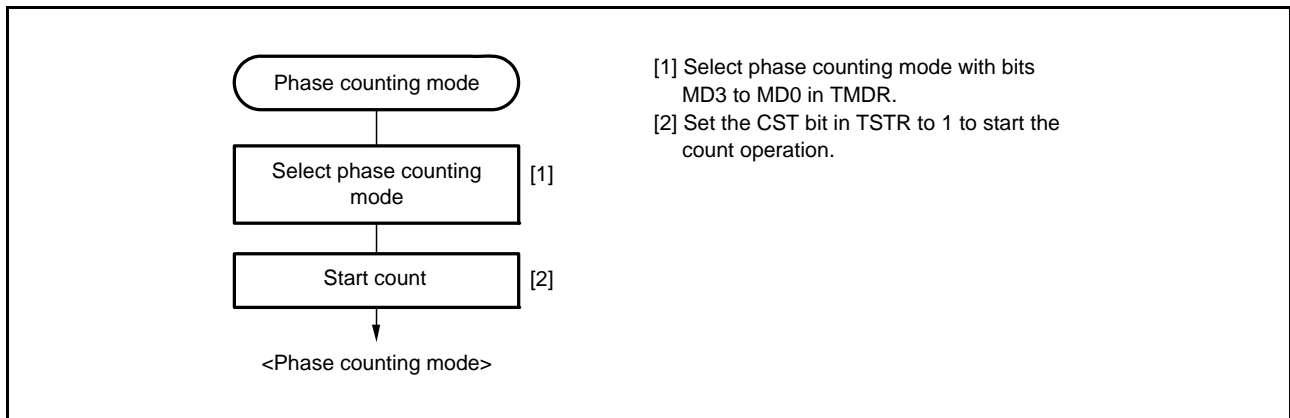 Phase counting mode
Select phase counting
mode
[1]
Start count
[2]
<Phase counting mode>
[1] Select phase counting mode with bits
MD3 to MD0 in TMDR.
[2] Set the CST bit in TSTR to 1 to start the
count operation.